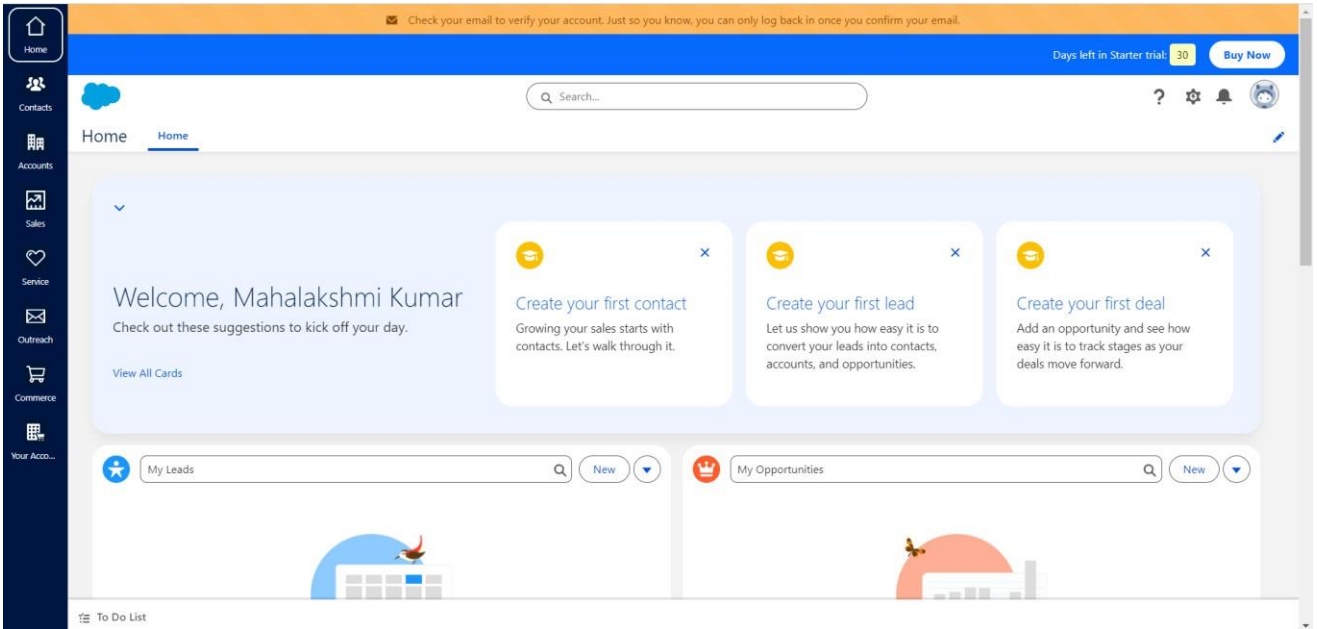 Check your email to verify your account. Just so you know, you can only log back in once you confirm your email.
Days left in Starter trial: 30 Buy Now
Search...
Home Home
Home
Contacts
Accounts
Sales
Service
Outreach
Commerce
Your Acco...
Welcome, Mahalakshmi Kumar
Check out these suggestions to kick off your day.
View All Cards
Create your first contact
Growing your sales starts with
contacts. Let's walk through it.
Create your first lead
Let us show you how easy it is to
convert your leads into contacts,
accounts, and opportunities.
Create your first deal
Add an opportunity and see how
easy it is to track stages as your
deals move forward.
My Leads New
My Opportunities New
To Do List